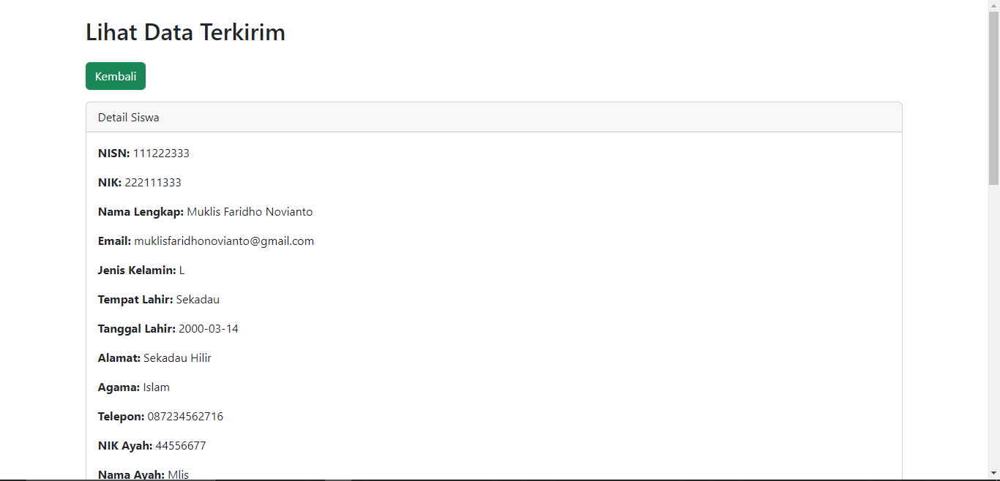 Lihat Data Terkirim
Kembali
Detail Siswa
NISN: 111222333
NIK: 222111333
Nama Lengkap: Muklis Faridho Novianto
Email: muklisfaridhonovianto@gmail.com
Jenis Kelamin: L
Tempat Lahir: Sekadau
Tanggal Lahir: 2000-03-14
Alamat: Sekadau Hilir
Agama: Islam
Telepon: 087234562716
NIK Ayah: 44556677
Nama Ayah: Mlis